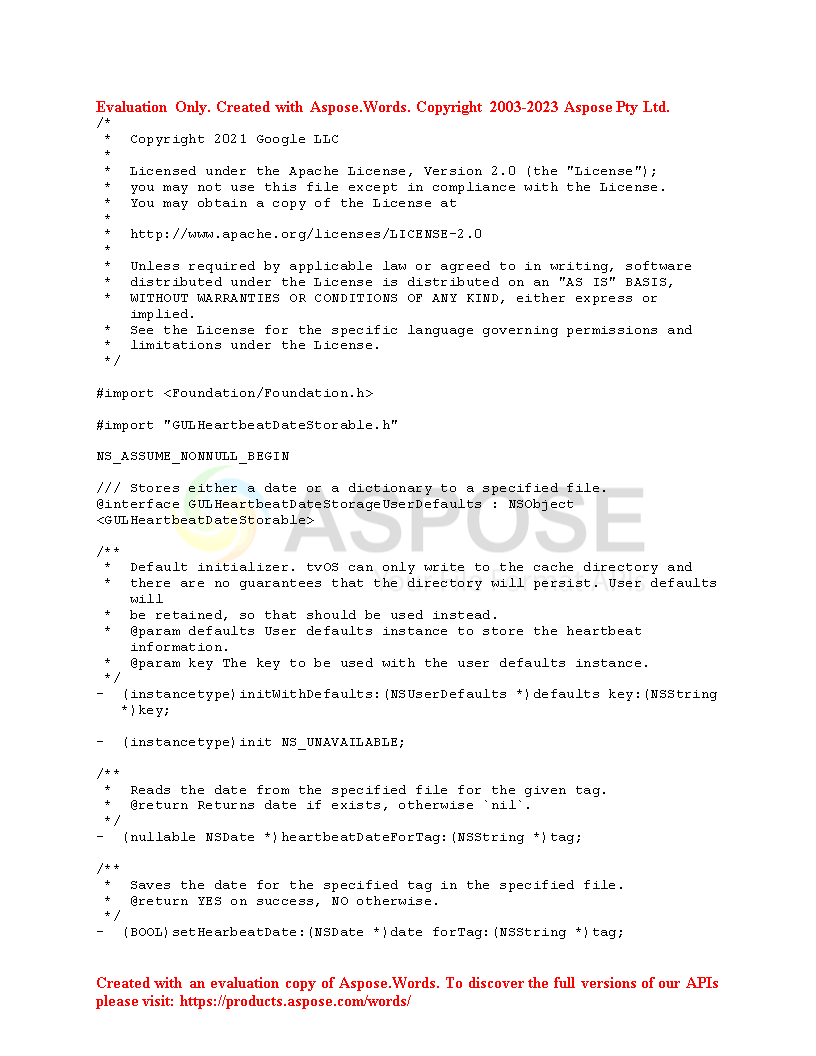 Evaluation Only. Created with Aspose.Words. Copyright 2003-2023 Aspose Pty Ltd.
/*
 * Copyright 2021 Google LLC
 *
 * Licensed under the Apache License, Version 2.0 (the "License");
 * you may not use this file except in compliance with the License.
 * You may obtain a copy of the License at
 *
 * http://www.apache.org/licenses/LICENSE-2.0
 *
 * Unless required by applicable law or agreed to in writing, software
 * distributed under the License is distributed on an "AS IS" BASIS,
 * WITHOUT WARRANTIES OR CONDITIONS OF ANY KIND, either express or
implied.
 * See the License for the specific language governing permissions and
 * limitations under the License.
 */
#import <Foundation/Foundation.h>
#import "GULHeartbeatDateStorable.h"
NS_ASSUME_NONNULL_BEGIN
/// Stores either a date or a dictionary to a specified file.
@interface GULHeartbeatDateStorageUserDefaults : NSObject
<GULHeartbeatDateStorable>
ASPOSE
/**
 * Default initializer. tvOS can only write to the cache directory and
 * there are no guarantees that the directory will persist. User defaults
will
 * be retained, so that should be used instead.
 * @param defaults User defaults instance to store the heartbeat
information.
 * @param key The key to be used with the user defaults instance.
 */
- (instancetype)initWithDefaults:(NSUserDefaults *)defaults key:(NSString
*)key;
- (instancetype)init NS_UNAVAILABLE;
/**
 * Reads the date from the specified file for the given tag.
 * @return Returns date if exists, otherwise `nil`.
 */
- (nullable NSDate *)heartbeatDateForTag:(NSString *)tag;
/**
 * Saves the date for the specified tag in the specified file.
 * @return YES on success, NO otherwise.
 */
- (BOOL)setHearbeatDate:(NSDate *)date forTag:(NSString *)tag;
Created with an evaluation copy of Aspose.Words. To discover the full versions of our APIs
please visit: https://products.aspose.com/words/